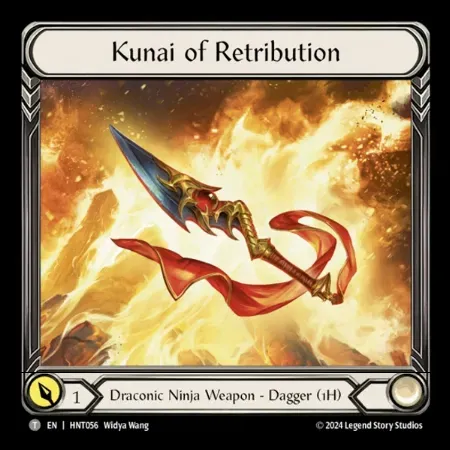 Kunai of Retribution
1
Draconic Ninja Weapon - Dagger (1H)
T EN | HNT056 Widya Wang
© 2024 Legend Story Studios